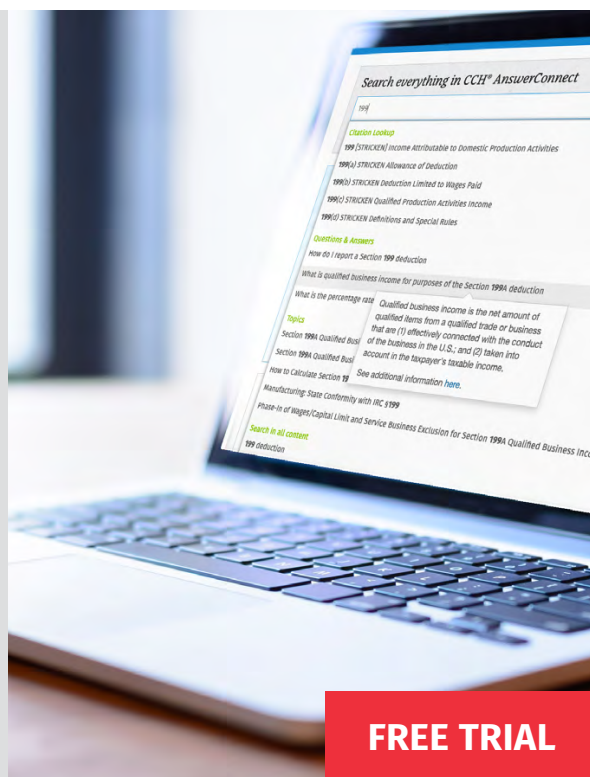 Search everything in CCH® AnswerConnect
199
Citation Lookup
199 [STRICKEN] Income Attributable to Domestic Production Activities
199(a) STRICKEN Allowance of Deduction
199(b) STRICKEN Deduction Limited to Wages Paid
199(c) STRICKEN Qualified Production Activities Income
199(d) STRICKEN Definitions and Special Rules
Questions & Answers
How do I report a Section 199 deduction
What is qualified business income for purposes of the Section 199A deduction
What is the percentage rate
Qualified business income is the net amount of
qualified items from a qualified trade or business
that are (1) effectively connected with the conduct
of the business in the U.S.; and (2) taken into
account in the taxpayer's taxable income.
See additional information here.
Topics
Section 199A Qualified Busi
Section 199A Qualified Busi
How to Calculate Section 19
Manufacturing: State Conformity with IRC §199
Phase-In of Wages/Capital Limit and Service Business Exclusion for Section 199A Qualified Business Inco
Search in all content
199 deduction
FREE TRIAL